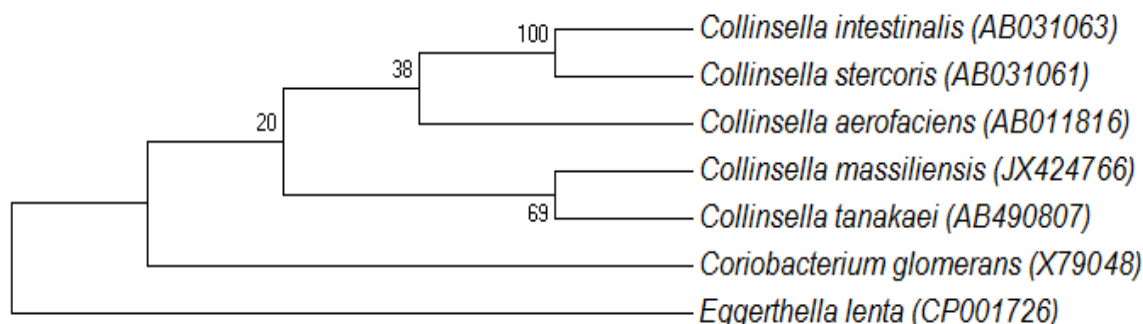 100
Collinsella intestinalis (AB031063)
38
Collinsella stercoris (AB031061)
20
Collinsella aerofaciens (AB011816)
Collinsella massiliensis (JX424766)
69
Collinsella tanakaei (AB490807)
Coriobacterium glomerans (X79048)
Eggerthella lenta (CP001726)